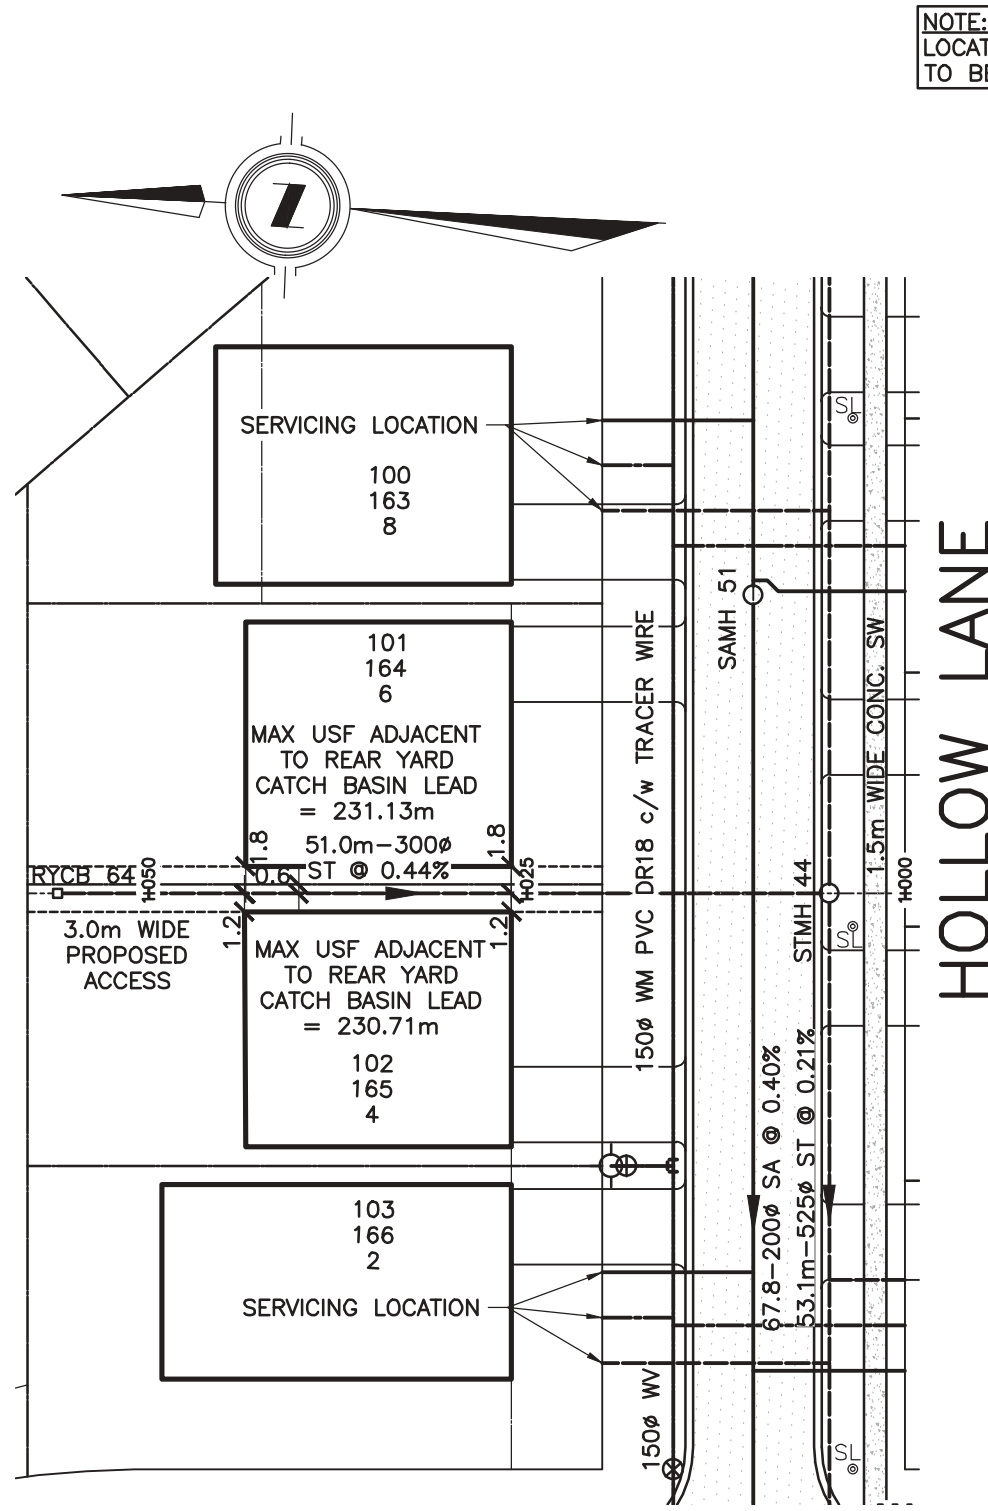 NOTE:
LOCAT
TO BE
SERVICING LOCATION
100
163
8
SL
SAMH 51
101
164
6
MAX USF ADJACENT
TO REAR YARD
CATCH BASIN LEAD
= 231.13m
1.8
51.0m-300ø
ST @ 0.44%
1.8
RYCB 64
1+050
0.6
1+025
150ø WM PVC DR18 c/w TRACER WIRE
1.5m WIDE CONC. SW
HOLLOW LANE
STMH 44
1+000
3.0m WIDE
PROPOSED
ACCESS
1.2
1.2
SL
MAX USF ADJACENT
TO REAR YARD
CATCH BASIN LEAD
= 230.71m
102
165
4
67.8-200ø SA @ 0.40%
53.1m-525ø ST @ 0.21%
103
166
2
SERVICING LOCATION
150ø WV
SL